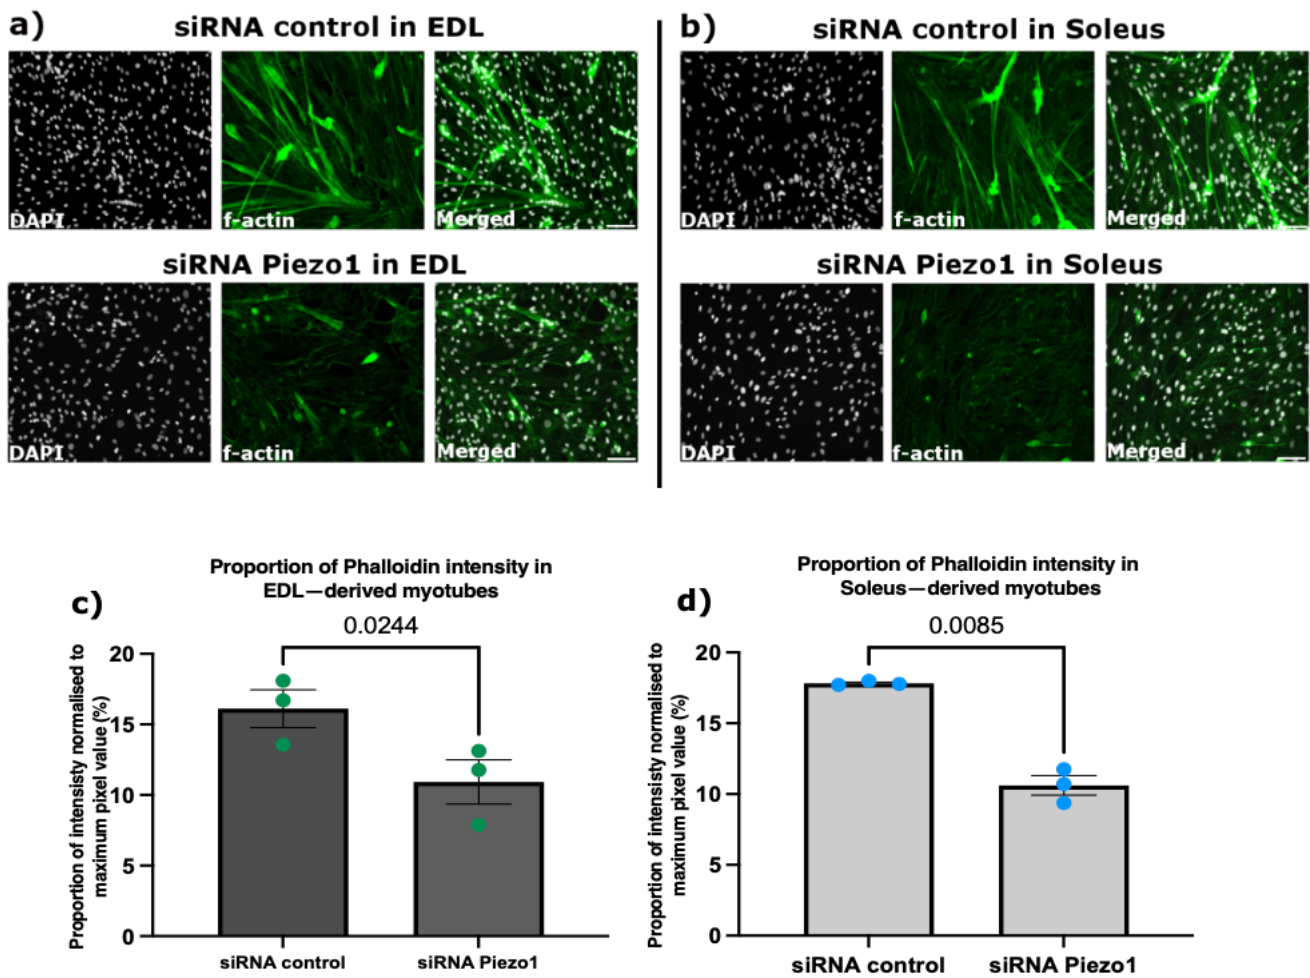 a)
siRNA control in EDL
DAPI
f-actin
Merged
siRNA Piezo1 in EDL
DAPI
f-actin
Merged
b)
siRNA control in Soleus
DAPI
f-actin
Merged
siRNA Piezo1 in Soleus
DAPI
f-actin
Merged
c)
Proportion of Phalloidin intensity in
EDL—derived myotubes
0.0244
Proportion of intensisty normalised to
maximum pixel value (%)
20
15
10
5
0
siRNA control
siRNA Piezo1
d)
Proportion of Phalloidin intensity in
Soleus—derived myotubes
0.0085
Proportion of intensisty normalised to
maximum pixel value (%)
20
15
10
5
0
siRNA control
siRNA Piezo1